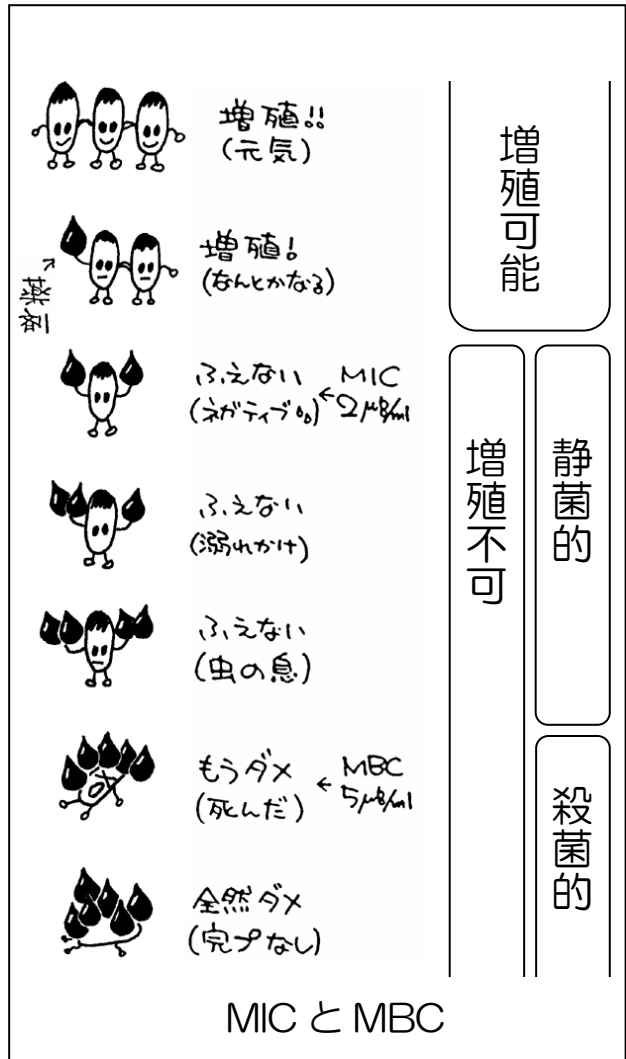 増殖!!
(元気)
増殖!
(なんとかなる)
薬剤
ふえない
(ネガティブ。。)
← MIC
2μg/ml
ふえない
(溺れかけ)
ふえない
(虫の息)
もうダメ
(死んだ)
← MBC
5μg/ml
全然ダメ
(完プなし)
増殖可能
増殖不可
静菌的
殺菌的
MICとMBC